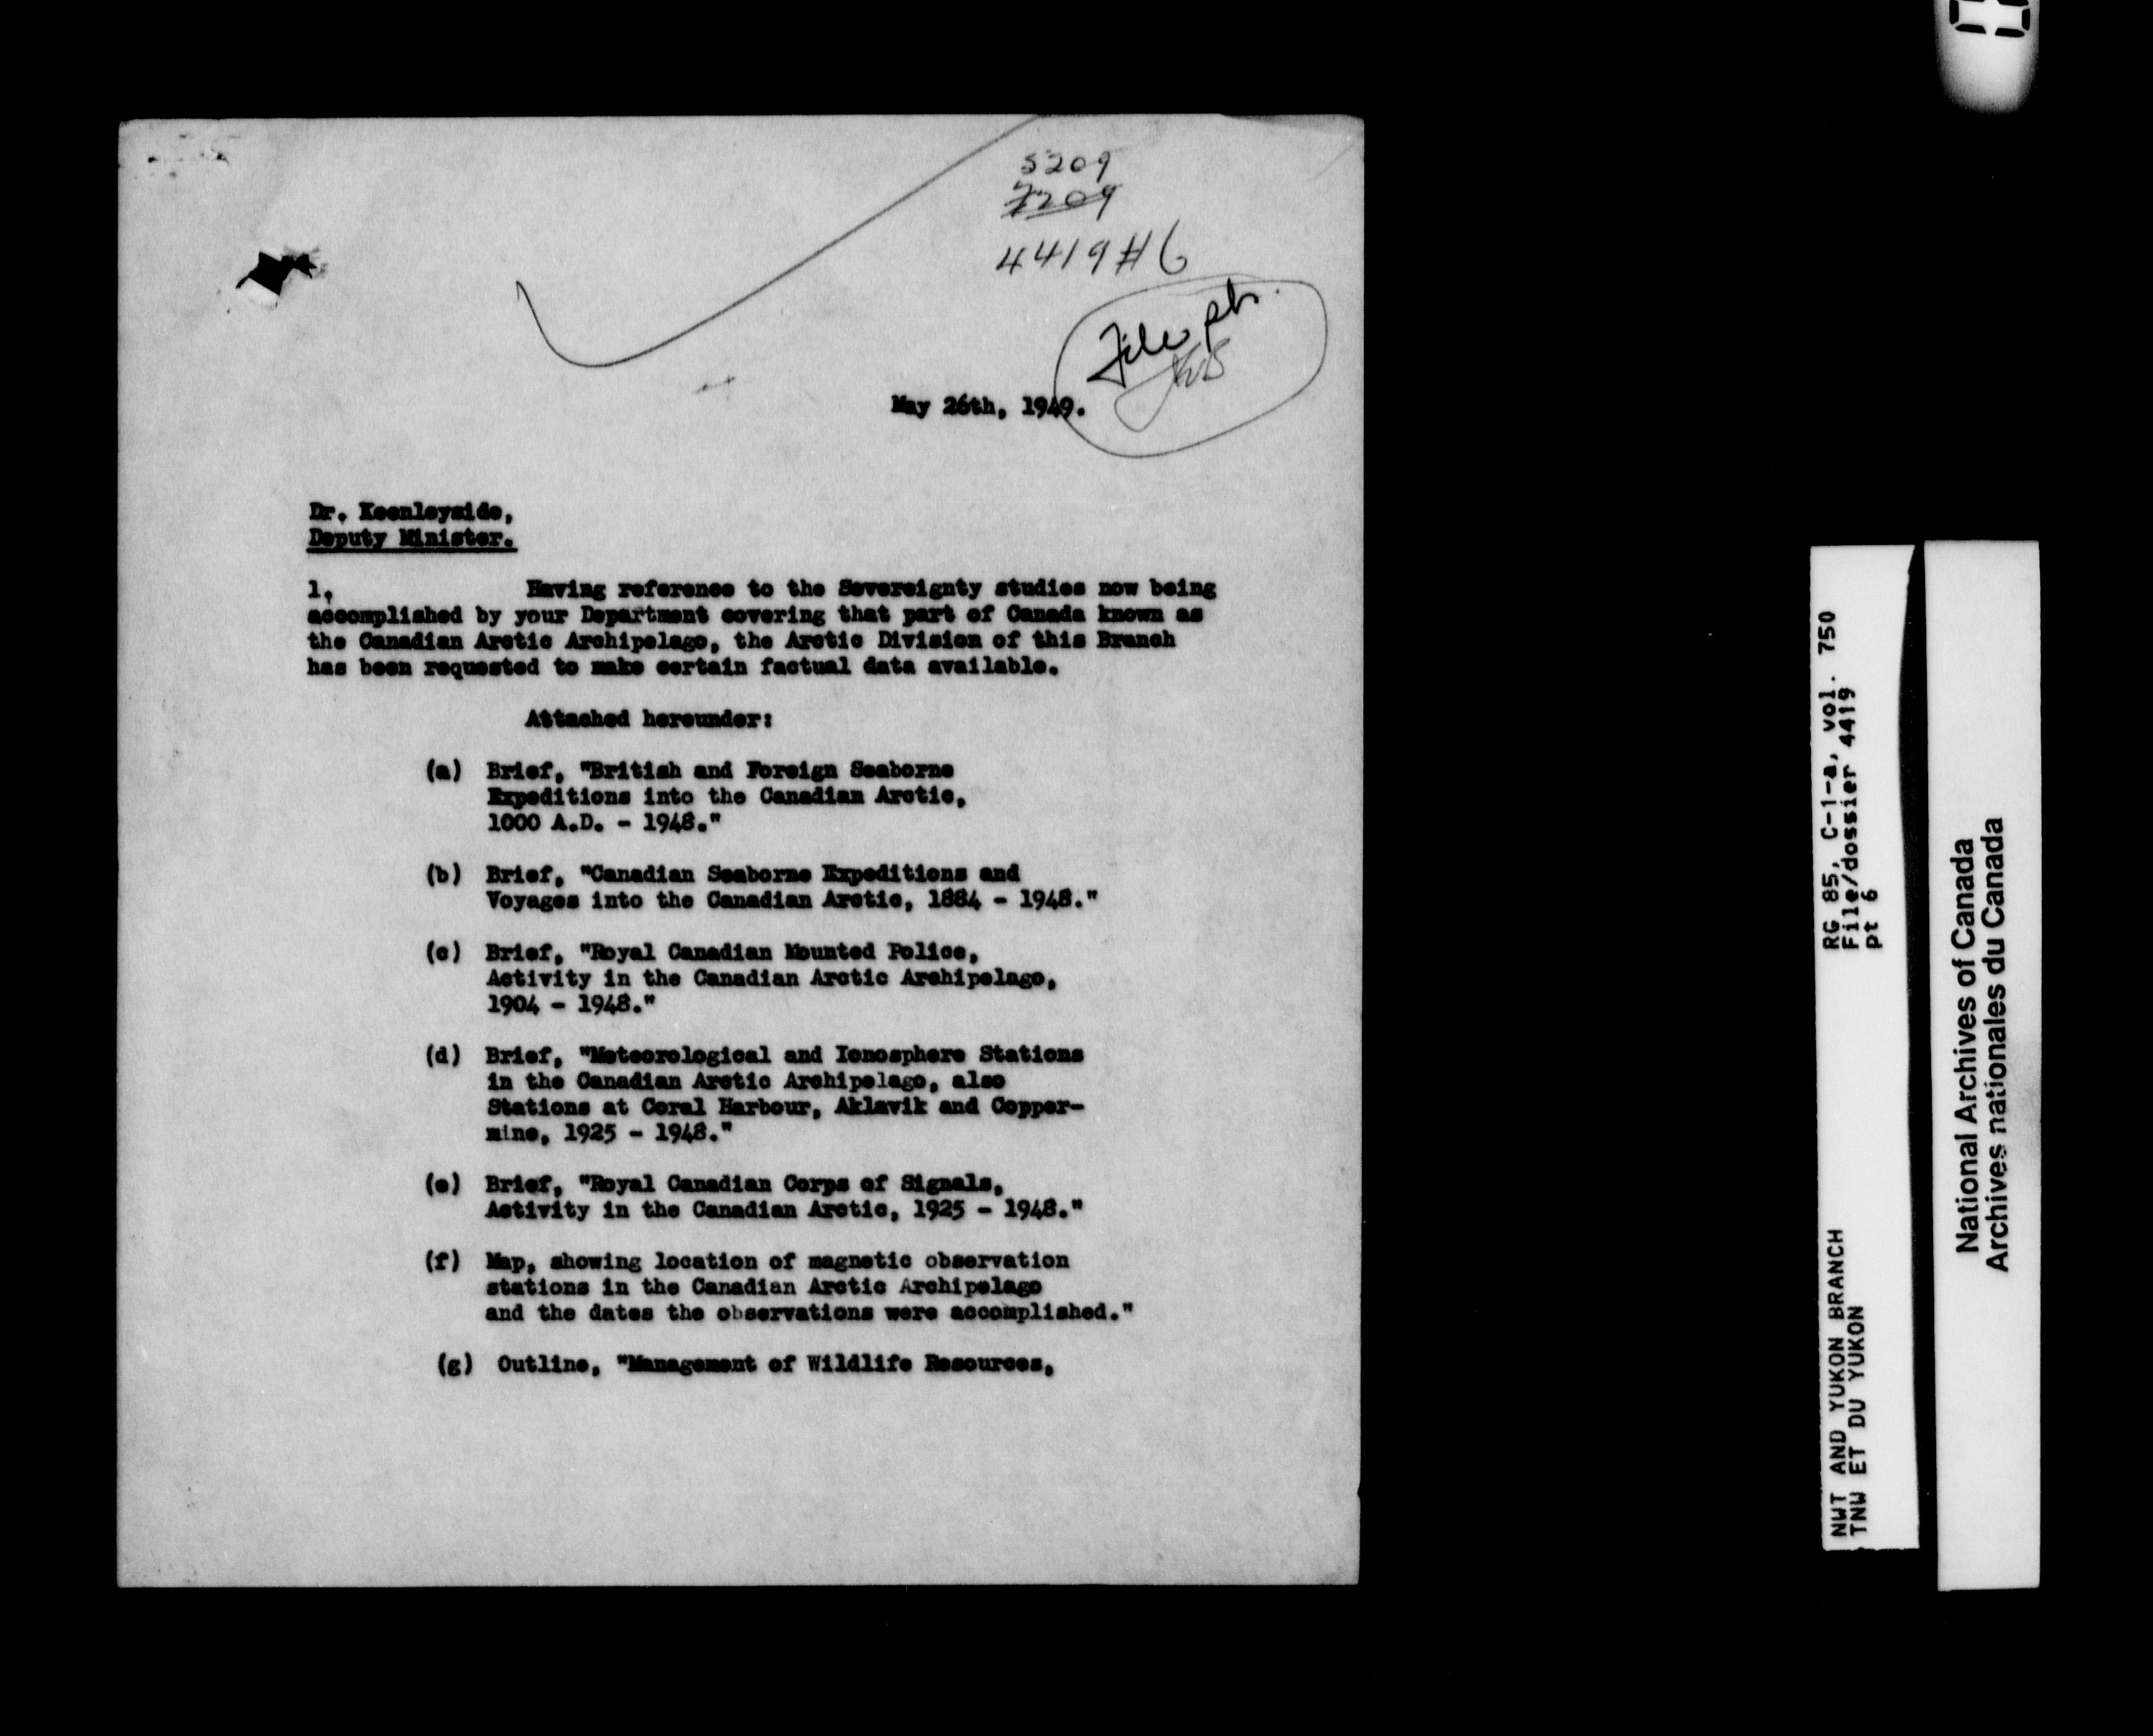 5209
7209
4419 #6
File pls.
May 26th, 1949.
Dr. Keenleyside,
Deputy Minister.
1. Having reference to the Sovereignty studies now being
accomplished by your Department covering that part of Canada known as
the Canadian Arctic Archipelago, the Arctic Division of this Branch
has been requested to make certain factual data available.
Attached hereunder:
(a) Brief, "British and Foreign Seaborne
Expeditions into the Canadian Arctic,
1000 A.D. - 1948."
(b) Brief, "Canadian Seaborne Expeditions and
Voyages into the Canadian Arctic, 1884 - 1948."
(c) Brief, "Royal Canadian Mounted Police,
Activity in the Canadian Arctic Archipelago,
1904 - 1948."
(d) Brief, "Meteorological and Ionosphere Stations
in the Canadian Arctic Archipelago, also
Stations at Coral Harbour, Aklavik and Copper-
mine, 1925 - 1948."
(e) Brief, "Royal Canadian Corps of Signals,
Activity in the Canadian Arctic, 1925 - 1948."
(f) Map, showing location of magnetic observation
stations in the Canadian Arctic Archipelago
and the dates the observations were accomplished."
(g) Outline, "Management of Wildlife Resources,
RG 85, C-1-a, vol. 750
File/dossier 4419
pt 6
NWT AND YUKON BRANCH
TNW ET DU YUKON
National Archives of Canada
Archives nationales du Canada